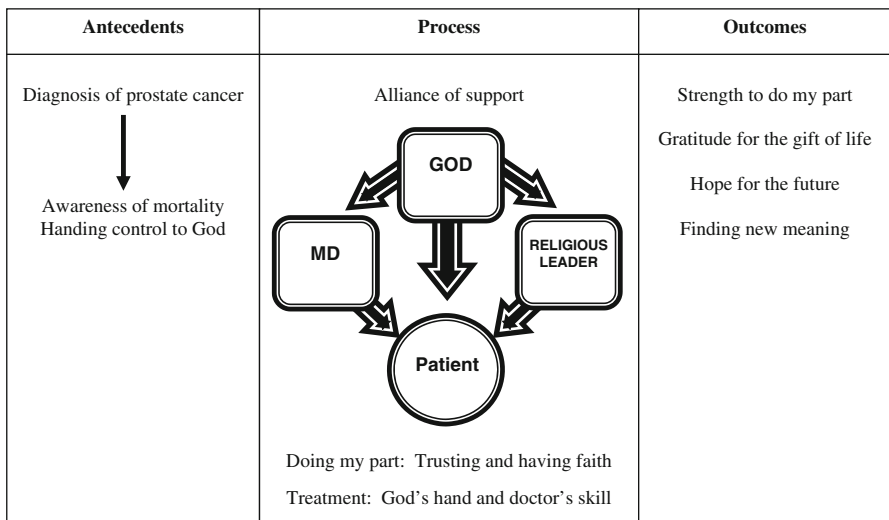 Antecedents
Process
Outcomes
Diagnosis of prostate cancer
Awareness of mortality
Handing control to God
Alliance of support
GOD
MD
RELIGIOUS
LEADER
Patient
Doing my part: Trusting and having faith
Treatment: God's hand and doctor's skill
Strength to do my part
Gratitude for the gift of life
Hope for the future
Finding new meaning